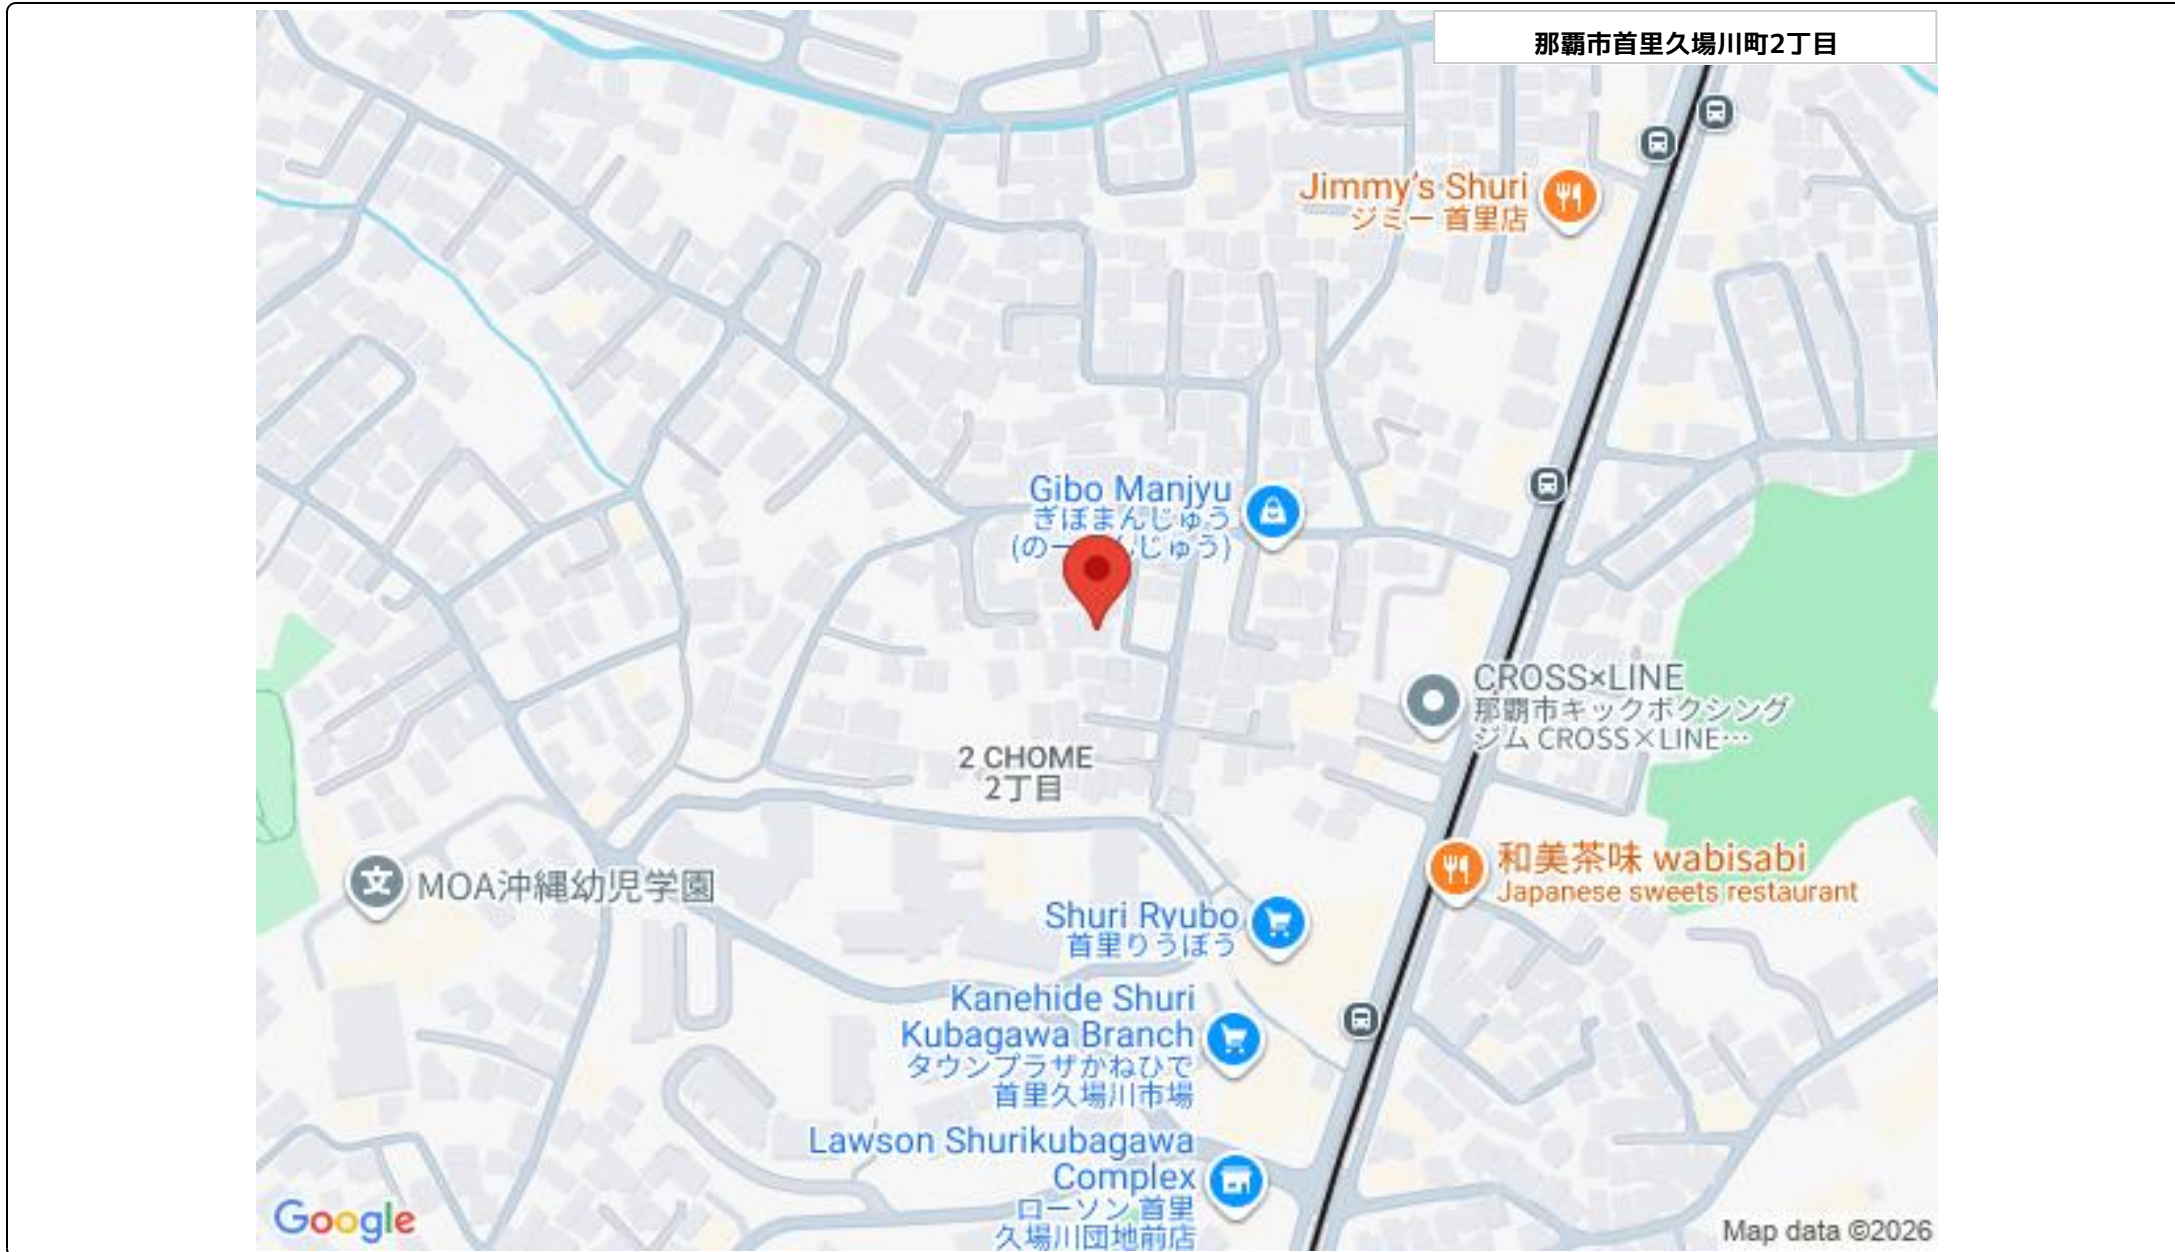 那覇市首里久場川町2丁目
Jimmy's Shuri
ジミー 首里店
Gibo Manjyu
ぎぼまんじゅう
(のー んじゅう)
CROSS×LINE
那覇市キックボクシング
ジム CROSS×LINE…
2 CHOME
2丁目
和美茶味 wabisabi
Japanese sweets restaurant
文
MOA沖縄幼児学園
Shuri Ryubo
首里りうぼう
Kanehide Shuri
Kubagawa Branch
タウンプラザかねひで
首里久場川市場
Lawson Shurikubagawa
Complex
ローソン 首里
久場川団地前店
Google
Map data ©2026